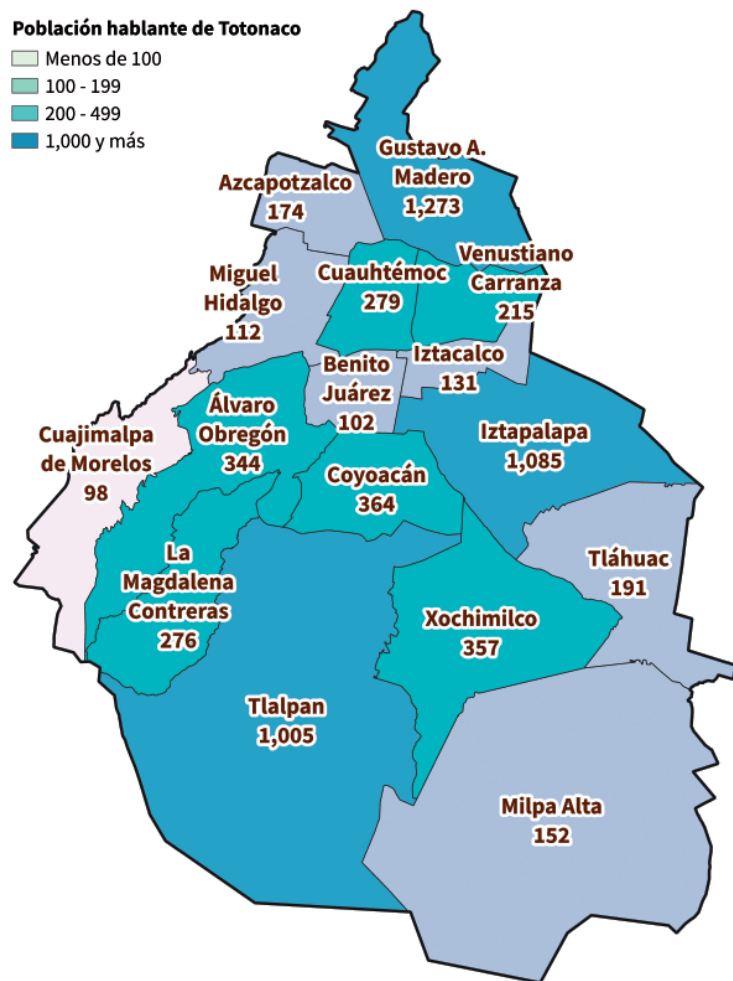 Población hablante de Totonaco
Menos de 100
100 - 199
200 - 499
1,000 y más
Gustavo A.
Madero
1,273
Azcapotzalco
174
Venustiano
Carranza
215
Cuauhtémoc
279
Miguel
Hidalgo
112
Iztacalco
131
Benito
Juárez
102
Álvaro
Obregón
344
Iztapalapa
1,085
Cuajimalpa
de Morelos
98
Coyoacán
364
La
Magdalena
Contreras
276
Tláhuac
191
Xochimilco
357
Tlalpan
1,005
Milpa Alta
152